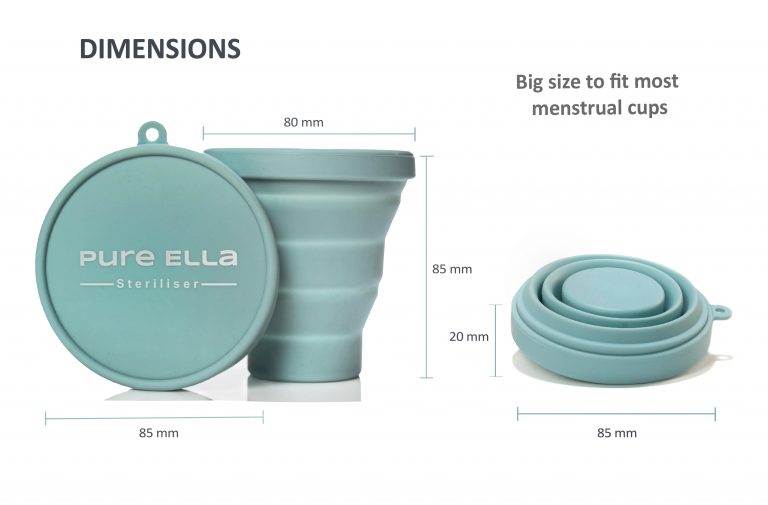 DIMENSIONS
Big size to fit most
menstrual cups
80 mm
PURE ELLA
Steriliser
85 mm
20 mm
85 mm
85 mm